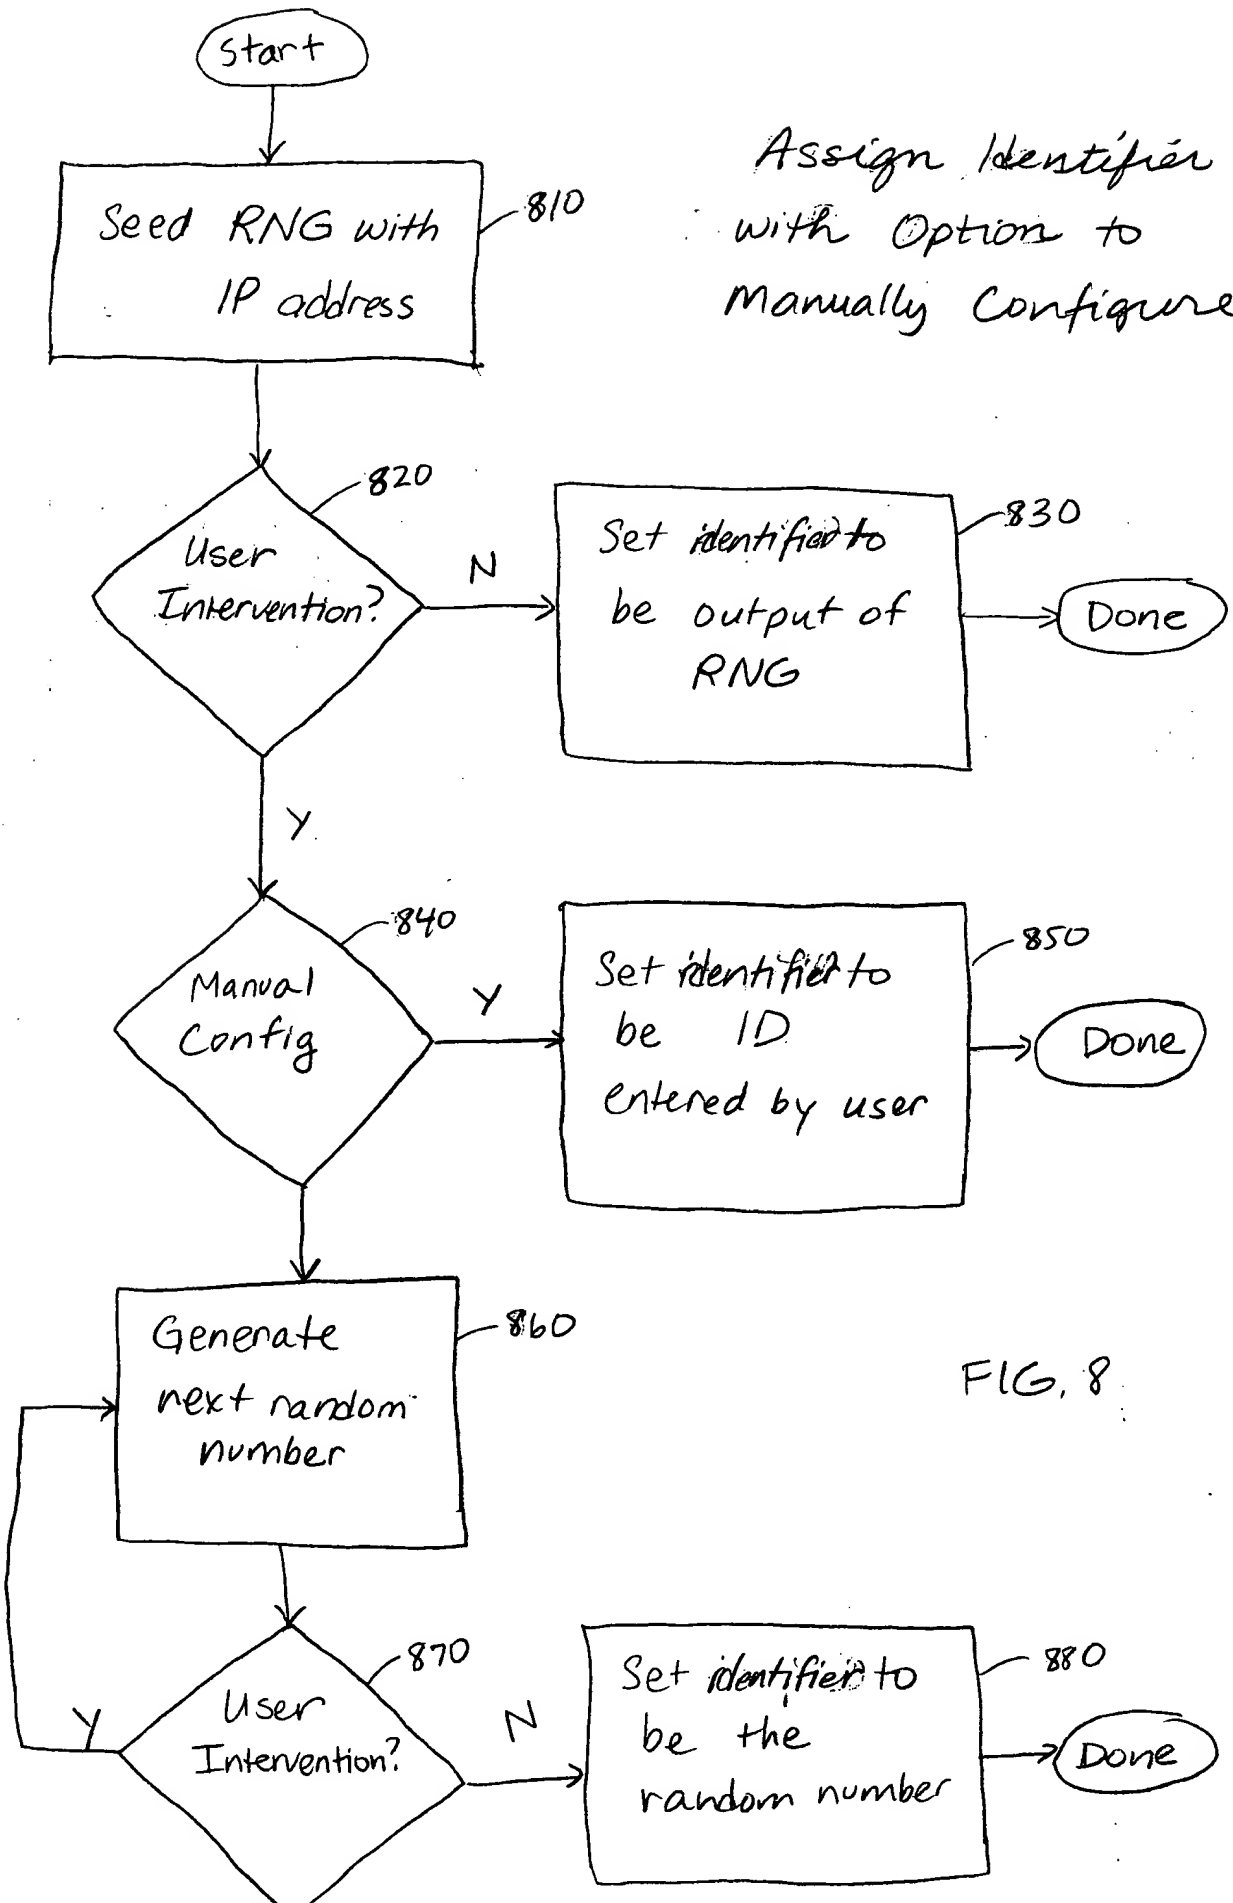 Start
Assign Identifier
with Option to
Manually Configure
Seed RNG with
IP address
810
820
User
Intervention?
N
Set identifier to
be output of
RNG
830
Done
Y
840
Manual
Config
Y
Set identifier to
be ID
entered by user
850
Done
Generate
next random
number
860
FIG. 8
870
User
Intervention?
Y
N
Set identifier to
be the
random number
880
Done